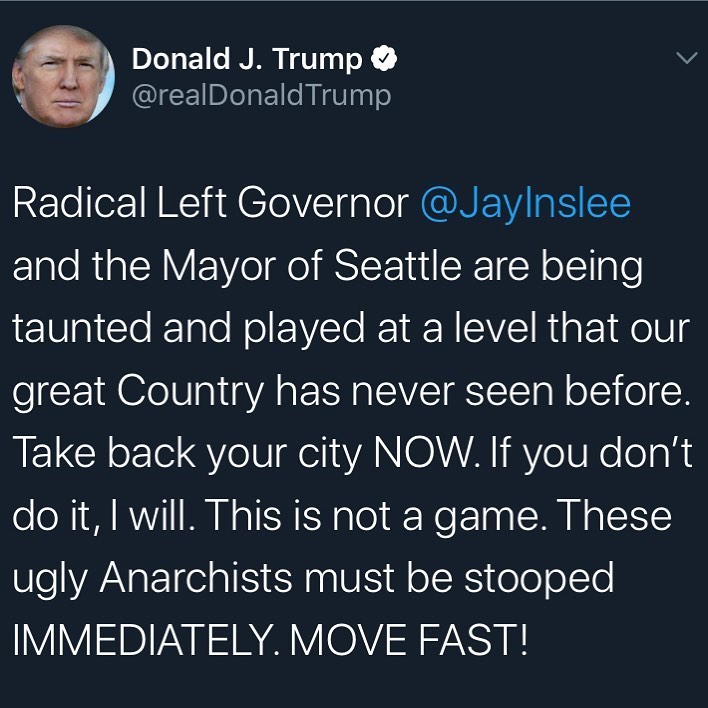 Donald J. Trump
@realDonaldTrump
Radical Left Governor @JayInslee
and the Mayor of Seattle are being
taunted and played at a level that our
great Country has never seen before.
Take back your city NOW. If you don’t
do it, I will. This is not a game. These
ugly Anarchists must be stooped
IMMEDIATELY. MOVE FAST!